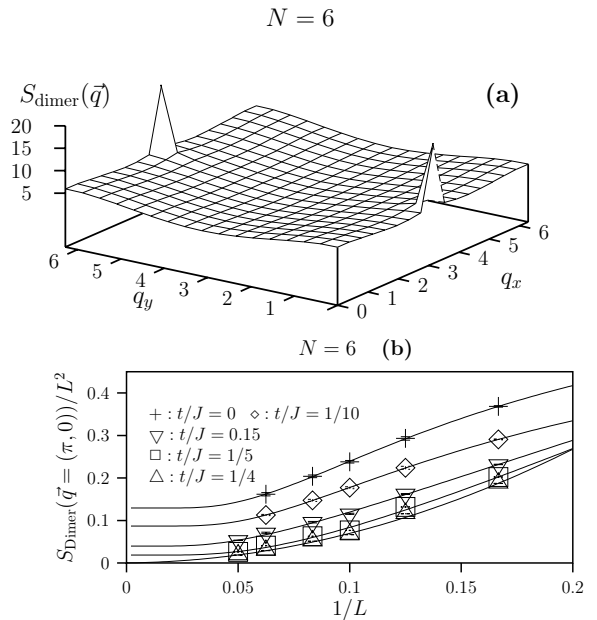 N = 6
S_dimer(q⃗)
(a)
20
15
10
5
6
5
4
3
2
1
q_y
0
1
2
3
4
5
6
q_x
N = 6 (b)
S_Dimer(q⃗ = (π, 0))/L²
0.4
0.3
0.2
0.1
0
+ : t/J = 0 ◇ : t/J = 1/10
▽ : t/J = 0.15
□ : t/J = 1/5
△ : t/J = 1/4
0 0.05 0.1 0.15 0.2
1/L